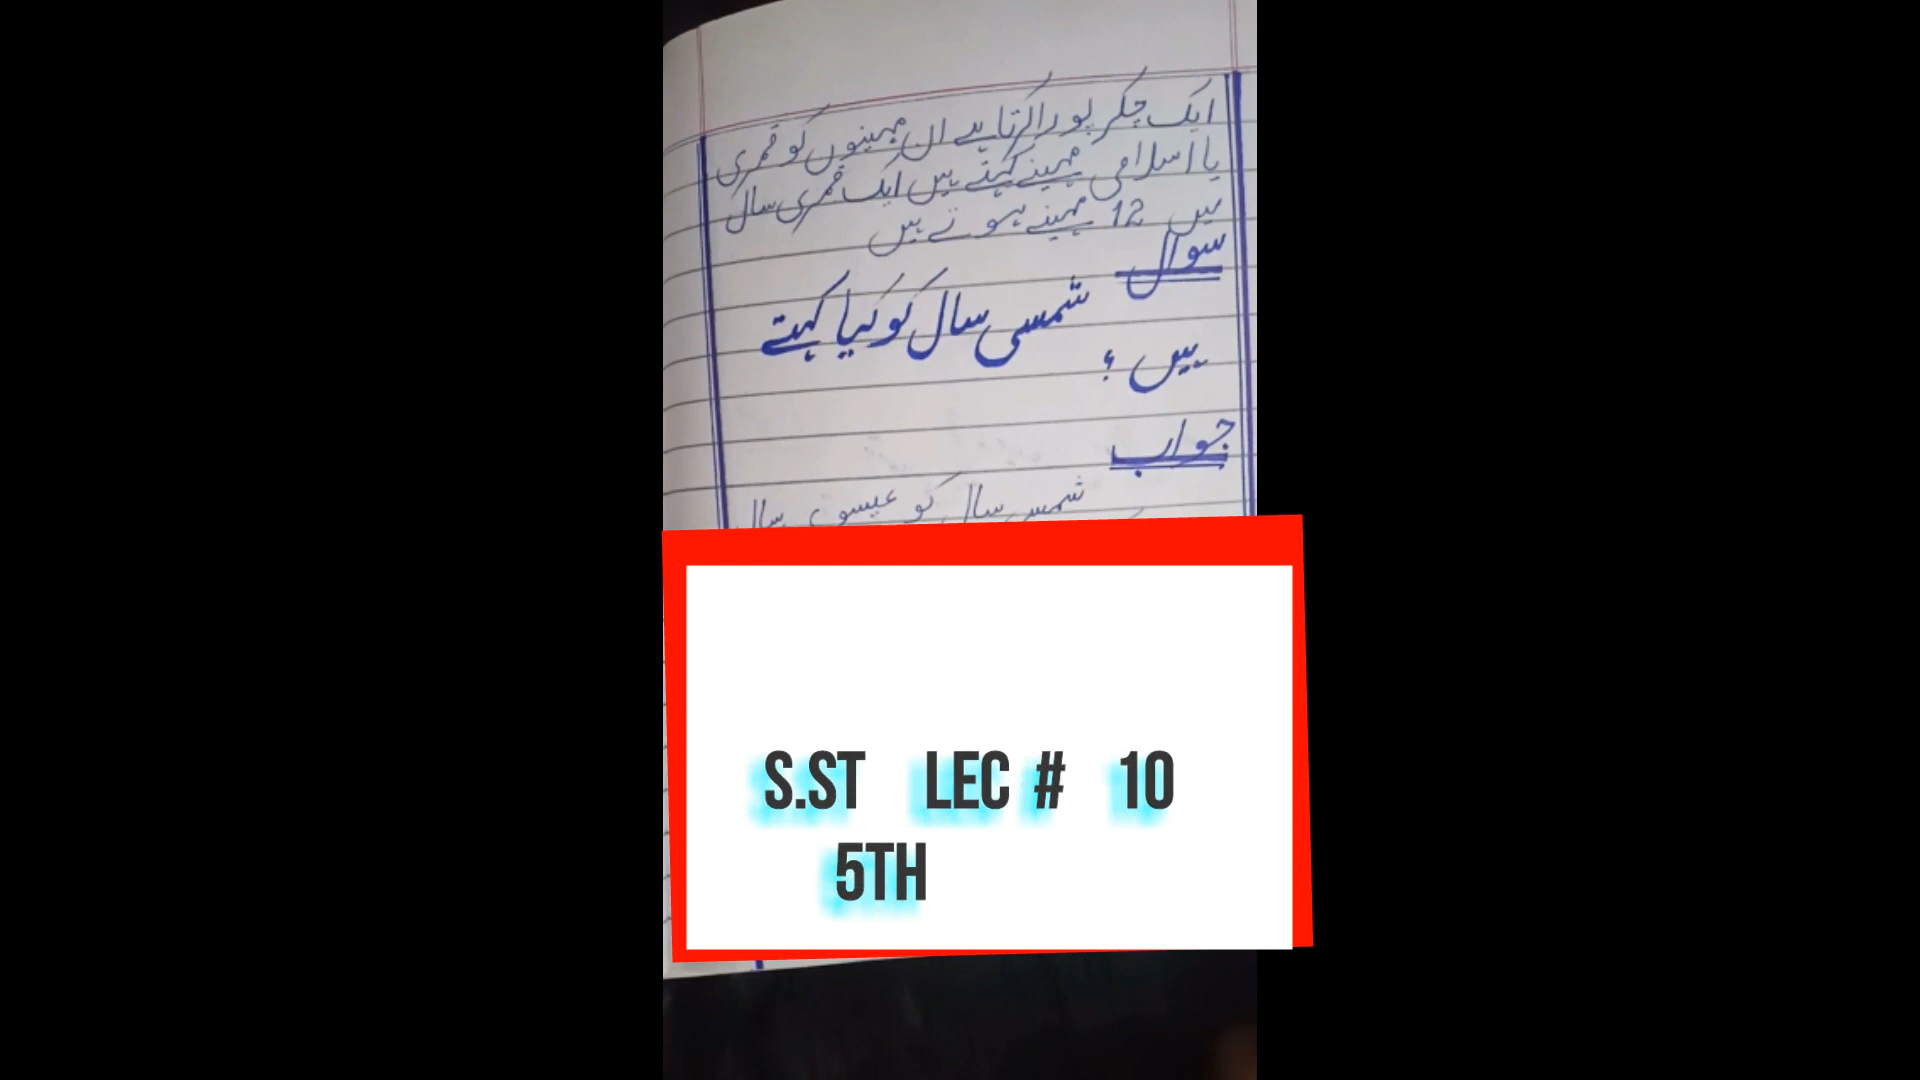 ایک چکر پورا کرتا ہے ان مہینوں کو قمری
یا اسلامی مہینے کہتے ہیں ایک قمری سال
میں 12 مہینے ہوتے ہیں
سوال
شمسی سال کو کیا کہتے
ہیں ؟
جواب
شمسی سال کو عیسوی سال
S.ST LEC # 10
5TH